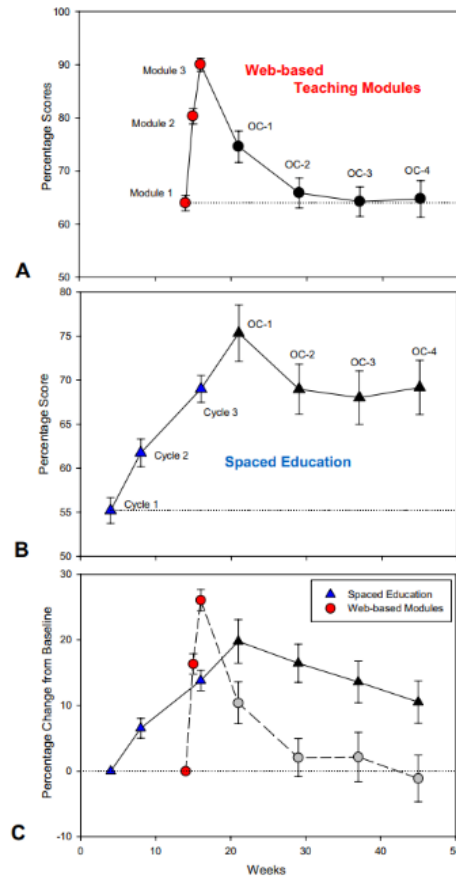 100
90
80
70
60
50
Percentage Scores
Module 3
Module 2
Module 1
Web-based
Teaching Modules
OC-1
OC-2
OC-3
OC-4
A
80
75
70
65
60
55
50
Percentage Score
OC-1
OC-2
OC-3
OC-4
Cycle 3
Cycle 2
Cycle 1
Spaced Education
B
30
20
10
0
-10
Percentage Change from Baseline
Spaced Education
Web-based Modules
C
0 10 20 30 40 50
Weeks